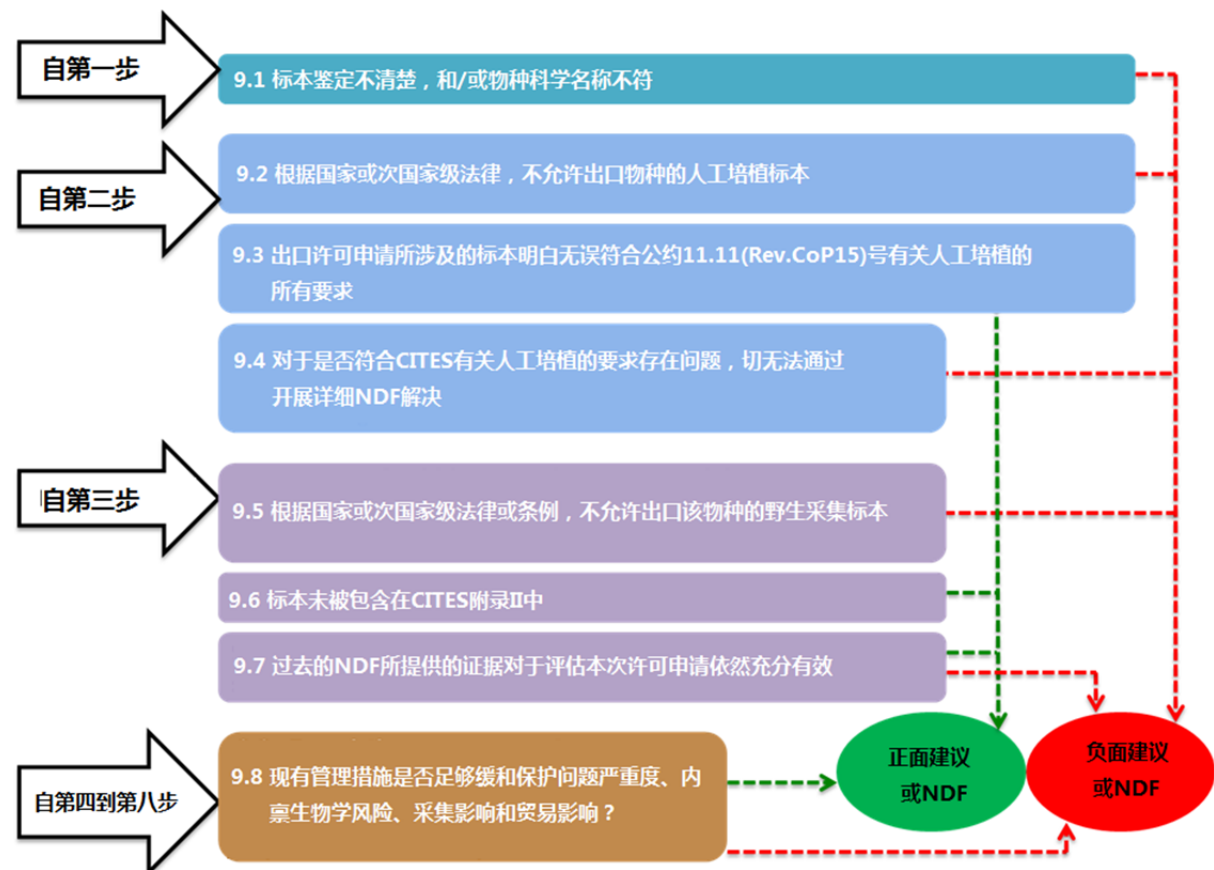 自第一步
9.1 标本鉴定不清楚，和/或物种科学名称不符
自第二步
9.2 根据国家或次国家级法律，不允许出口物种的人工培植标本
9.3 出口许可申请所涉及的标本明白无误符合公约11.11(Rev.CoP15)号有关人工培植的
所有要求
9.4 对于是否符合CITES有关人工培植的要求存在问题，切无法通过
开展详细NDF解决
自第三步
9.5 根据国家或次国家级法律或条例，不允许出口该物种的野生采集标本
9.6 标本未被包含在CITES附录II中
9.7 过去的NDF所提供的证据对于评估本次许可申请依然充分有效
自第四到第八步
9.8 现有管理措施是否足够缓和保护问题严重度、内
禀生物学风险、采集影响和贸易影响？
正面建议
或NDF
负面建议
或NDF